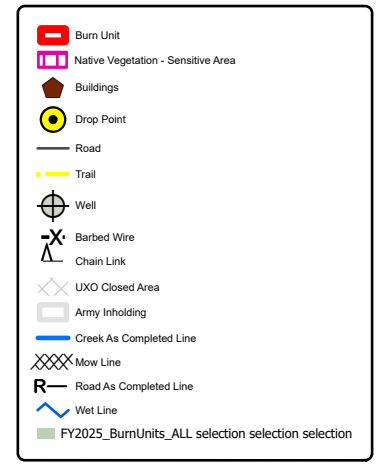 Burn Unit
Native Vegetation - Sensitive Area
Buildings
Drop Point
Road
Trail
Well
X Barbed Wire
Chain Link
UXO Closed Area
Army Inholding
Creek As Completed Line
Mow Line
R Road As Completed Line
Wet Line
FY2025_BurnUnits_ALL selection selection selection